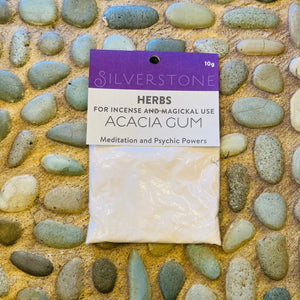 10g
SILVERSTONE
HERBS
FOR INCENSE AND MAGICKAL USE
ACACIA GUM
Meditation and Psychic Powers